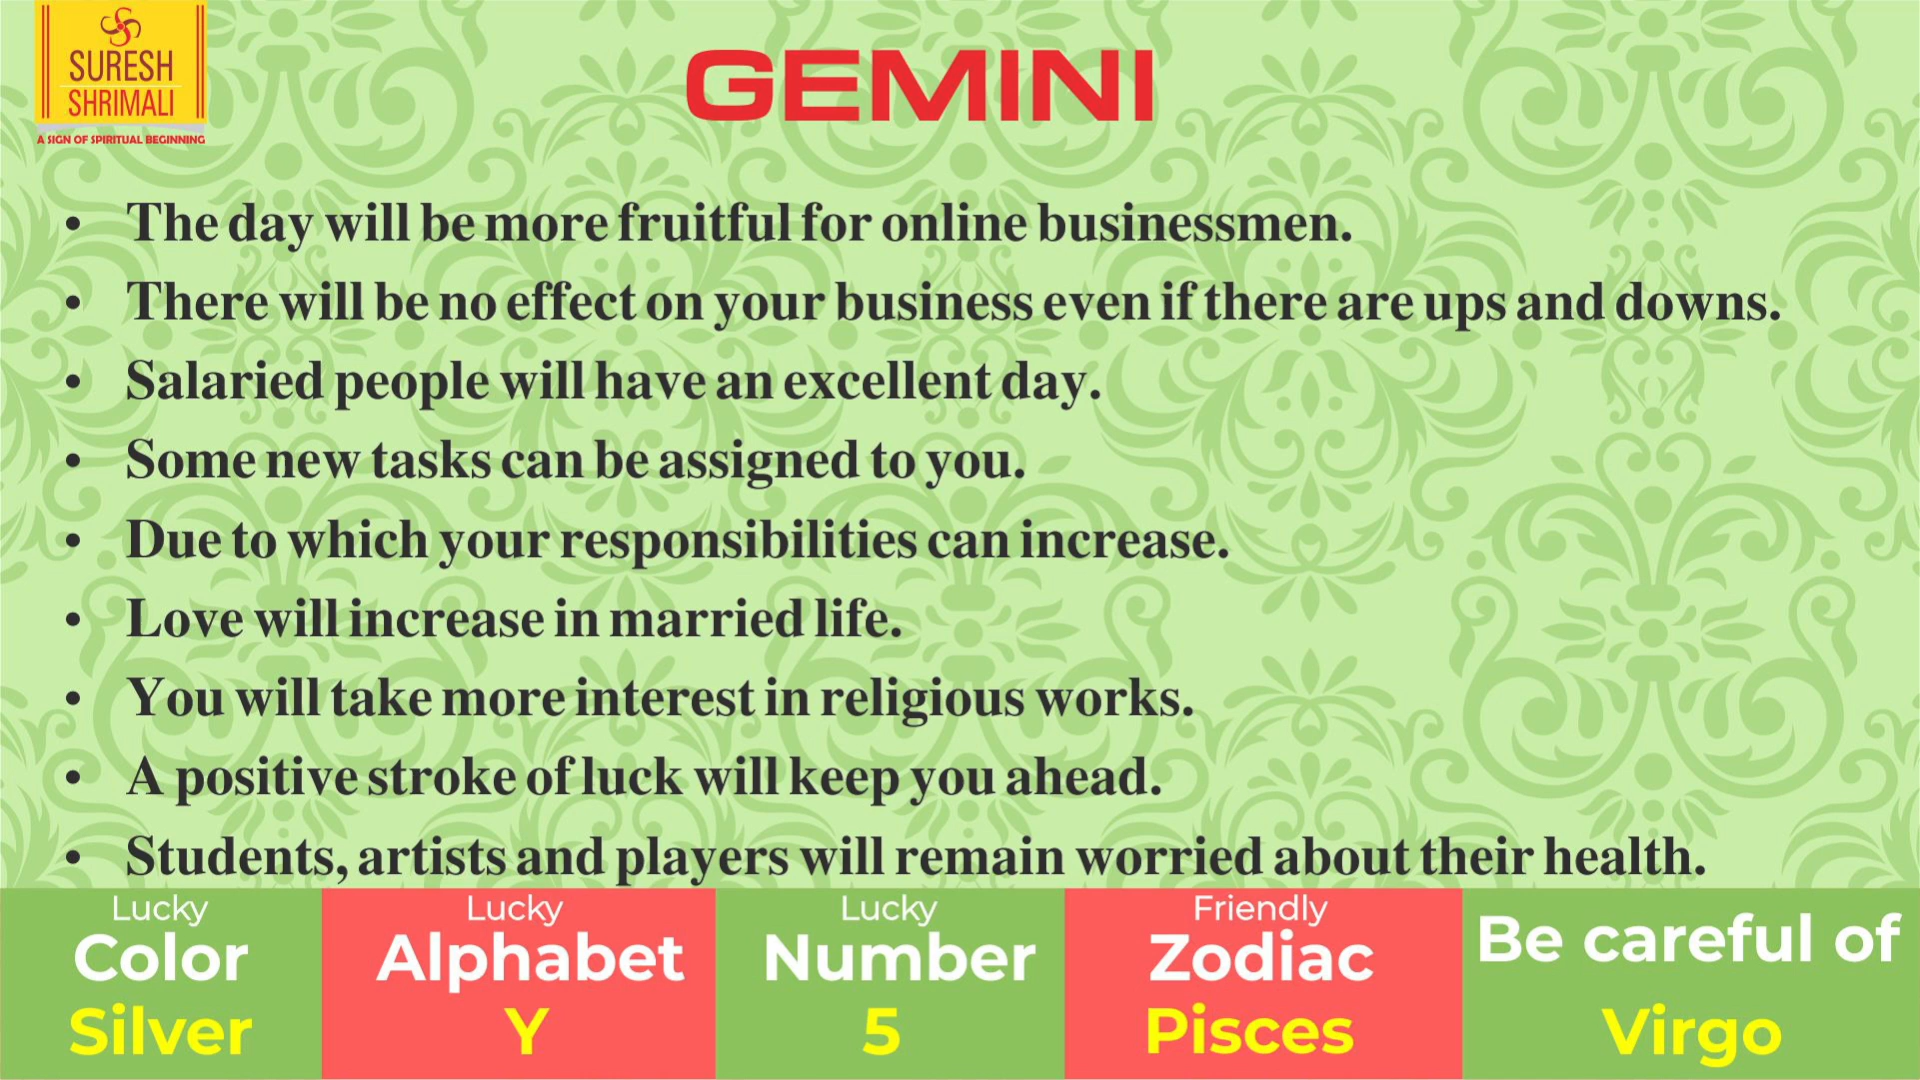 SURESH
SHRIMALI
A SIGN OF SPIRITUAL BEGINNING
GEMINI
• The day will be more fruitful for online businessmen.
• There will be no effect on your business even if there are ups and downs.
• Salaried people will have an excellent day.
• Some new tasks can be assigned to you.
• Due to which your responsibilities can increase.
• Love will increase in married life.
• You will take more interest in religious works.
• A positive stroke of luck will keep you ahead.
• Students, artists and players will remain worried about their health.
Lucky
Color
Silver
Lucky
Alphabet
Y
Lucky
Number
5
Friendly
Zodiac
Pisces
Be careful of
Virgo